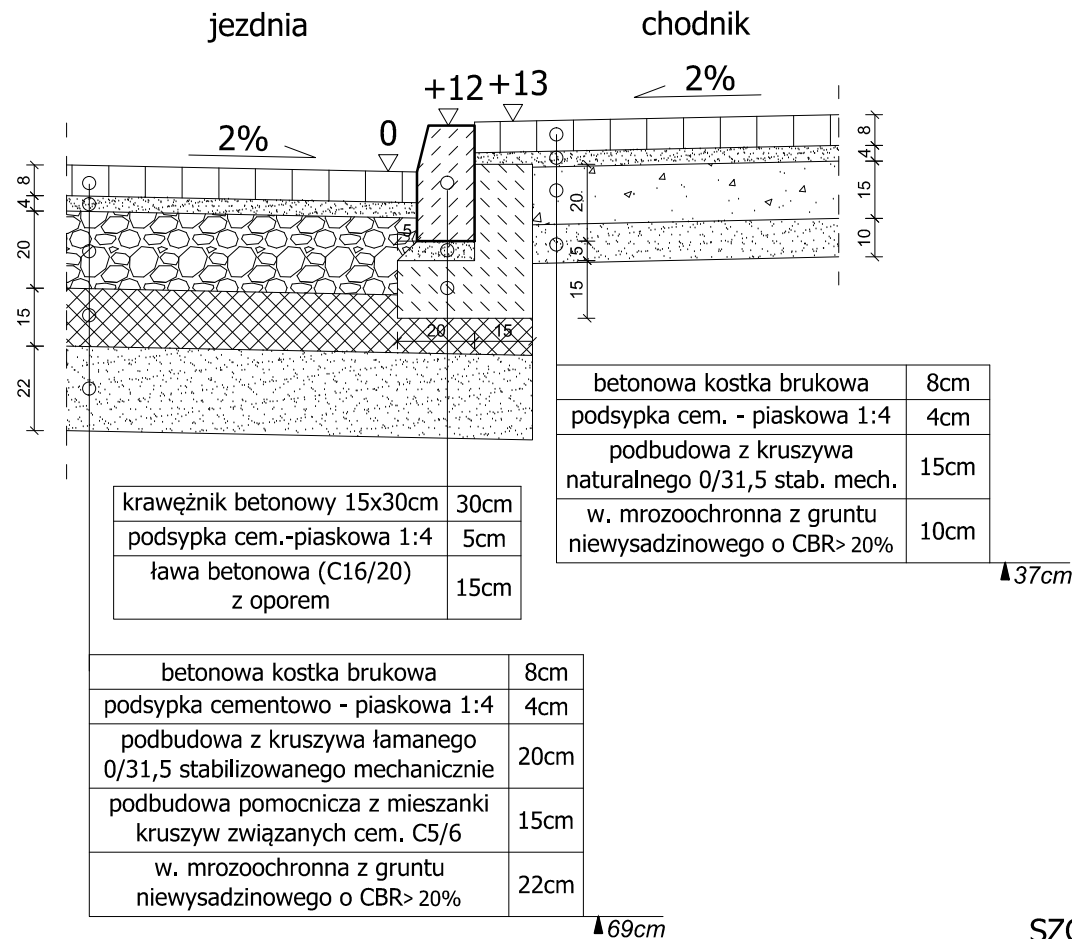 jezdnia
chodnik
+12 +13
2%
2%
0
8
4
20
15
22
8
4
15
10
5
20
5
15
20
15
betonowa kostka brukowa 8cm
podsypka cem. - piaskowa 1:4 4cm
podbudowa z kruszywa
naturalnego 0/31,5 stab. mech. 15cm
w. mrozoochronna z gruntu
niewysadzinowego o CBR> 20% 10cm
37cm
krawężnik betonowy 15x30cm 30cm
podsypka cem.-piaskowa 1:4 5cm
ława betonowa (C16/20)
z oporem 15cm
betonowa kostka brukowa 8cm
podsypka cementowo - piaskowa 1:4 4cm
podbudowa z kruszywa łamanego
0/31,5 stabilizowanego mechanicznie 20cm
podbudowa pomocnicza z mieszanki
kruszyw związanych cem. C5/6 15cm
w. mrozoochronna z gruntu
niewysadzinowego o CBR> 20% 22cm
69cm